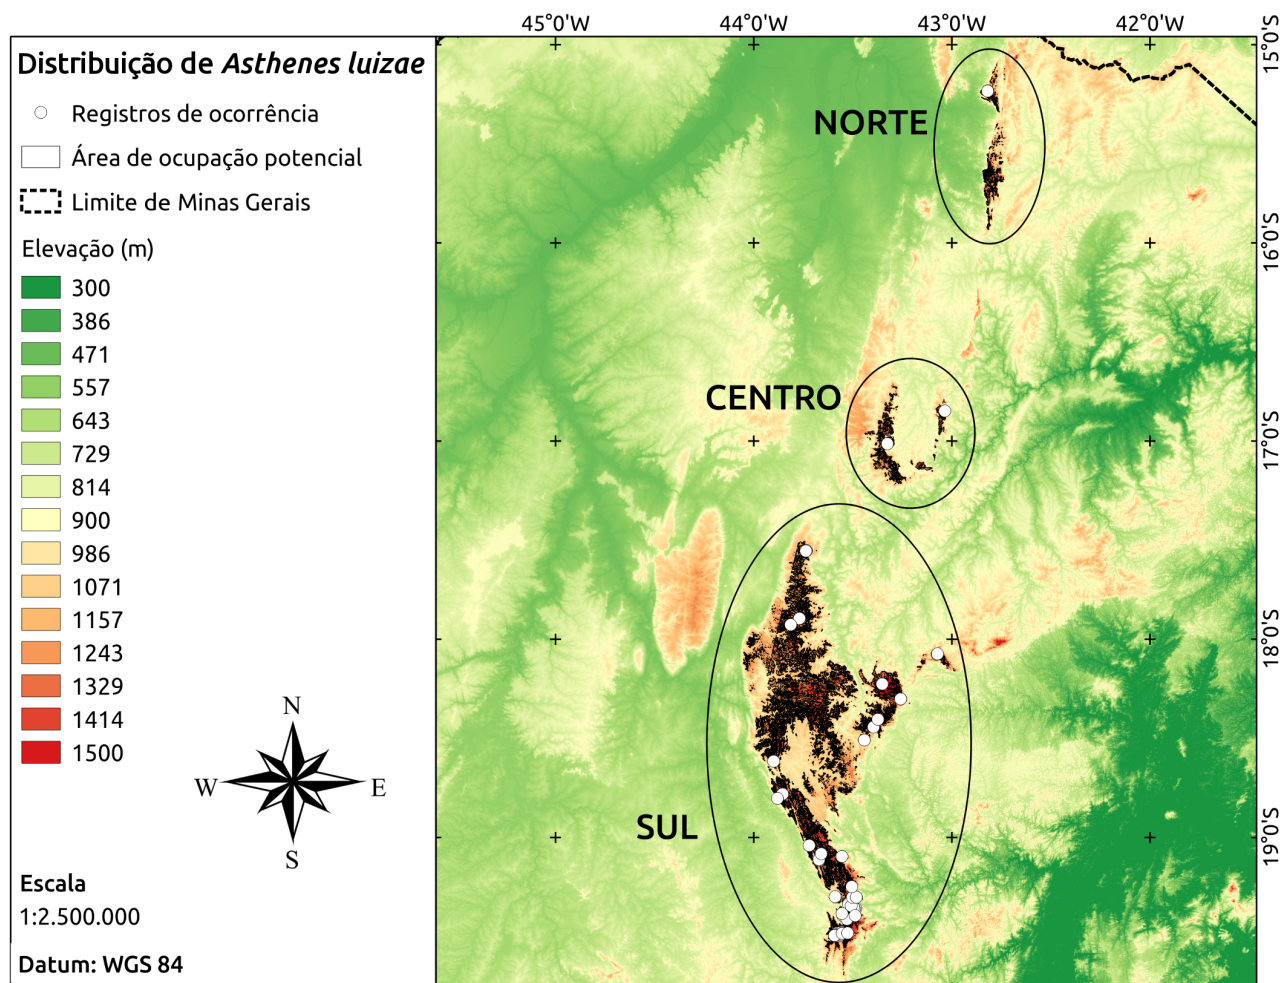 45°0'W 44°0'W 43°0'W 42°0'W
Distribuição de Asthenes luizae
Registros de ocorrência
Área de ocupação potencial
Limite de Minas Gerais
Elevação (m)
300
386
471
557
643
729
814
900
986
1071
1157
1243
1329
1414
1500
N
W E
S
Escala
1:2.500.000
Datum: WGS 84
NORTE
CENTRO
SUL
15°0'S
16°0'S
17°0'S
18°0'S
19°0'S